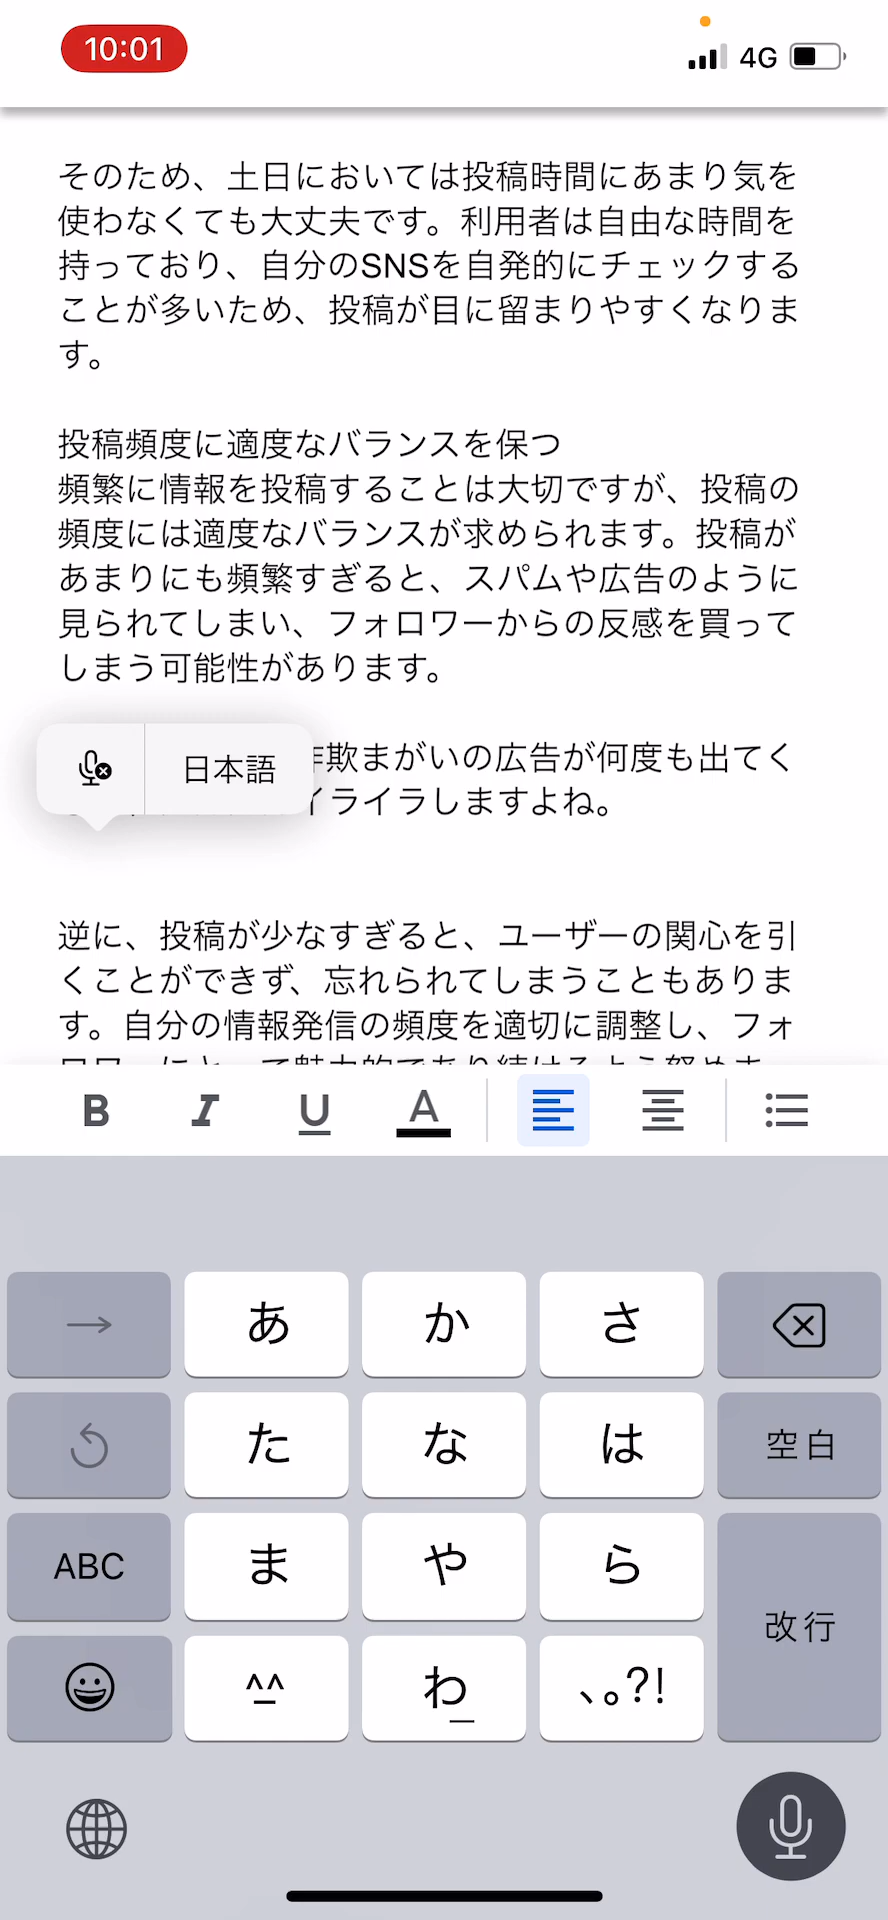 10:01
4G
そのため、土日においては投稿時間にあまり気を
使わなくても大丈夫です。利用者は自由な時間を
持っており、自分のSNSを自発的にチェックする
ことが多いため、投稿が目に留まりやすくなりま
す。
投稿頻度に適度なバランスを保つ
頻繁に情報を投稿することは大切ですが、投稿の
頻度には適度なバランスが求められます。投稿が
あまりにも頻繁すぎると、スパムや広告のように
見られてしまい、フォロワーからの反感を買って
しまう可能性があります。
日本語
欺まがいの広告が何度も出てく
イライラしますよね。
逆に、投稿が少なすぎると、ユーザーの関心を引
くことができず、忘れられてしまうこともありま
す。自分の情報発信の頻度を適切に調整し、フォ
B I U A
→ あ か さ
た な は 空白
ABC ま や ら
改行
^^ わ 、。?!